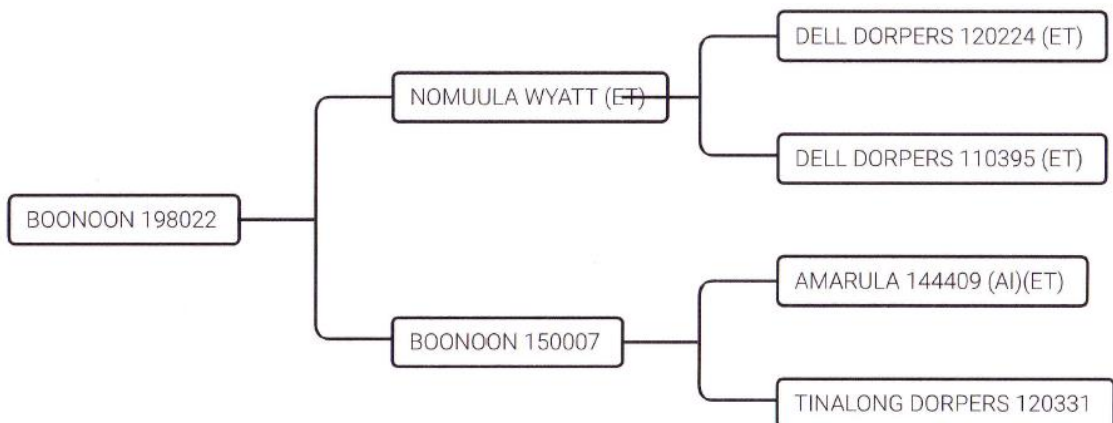 DELL DORPERS 120224 (ET)
NOMUULA WYATT (ET)
DELL DORPERS 110395 (ET)
BOONOON 198022
AMARULA 144409 (AI)(ET)
BOONOON 150007
TINALONG DORPERS 120331